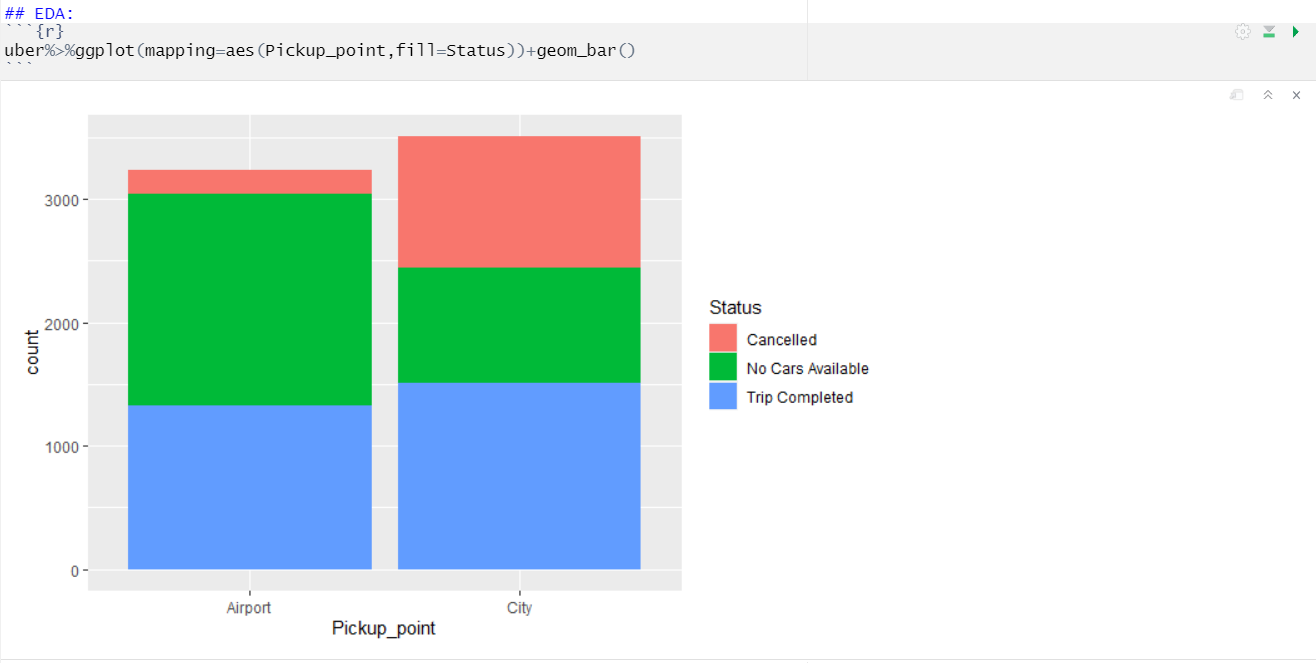 ## EDA:
```{r}
uber%>%ggplot(mapping=aes(Pickup_point,fill=Status))+geom_bar()
```
3000
2000
1000
0
count
Airport
City
Pickup_point
Status
Cancelled
No Cars Available
Trip Completed